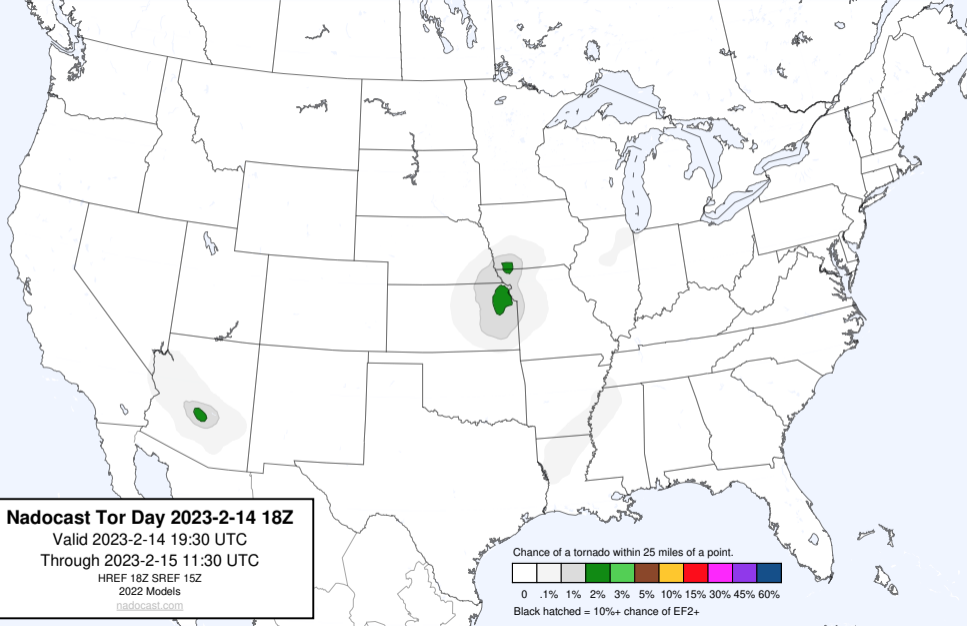 Nadocast Tor Day 2023-2-14 18Z
Valid 2023-2-14 19:30 UTC
Through 2023-2-15 11:30 UTC
HREF 18Z SREF 15Z
2022 Models
nadocast.com
Chance of a tornado within 25 miles of a point.
0 .1% 1% 2% 3% 5% 10% 15% 30% 45% 60%
Black hatched = 10%+ chance of EF2+